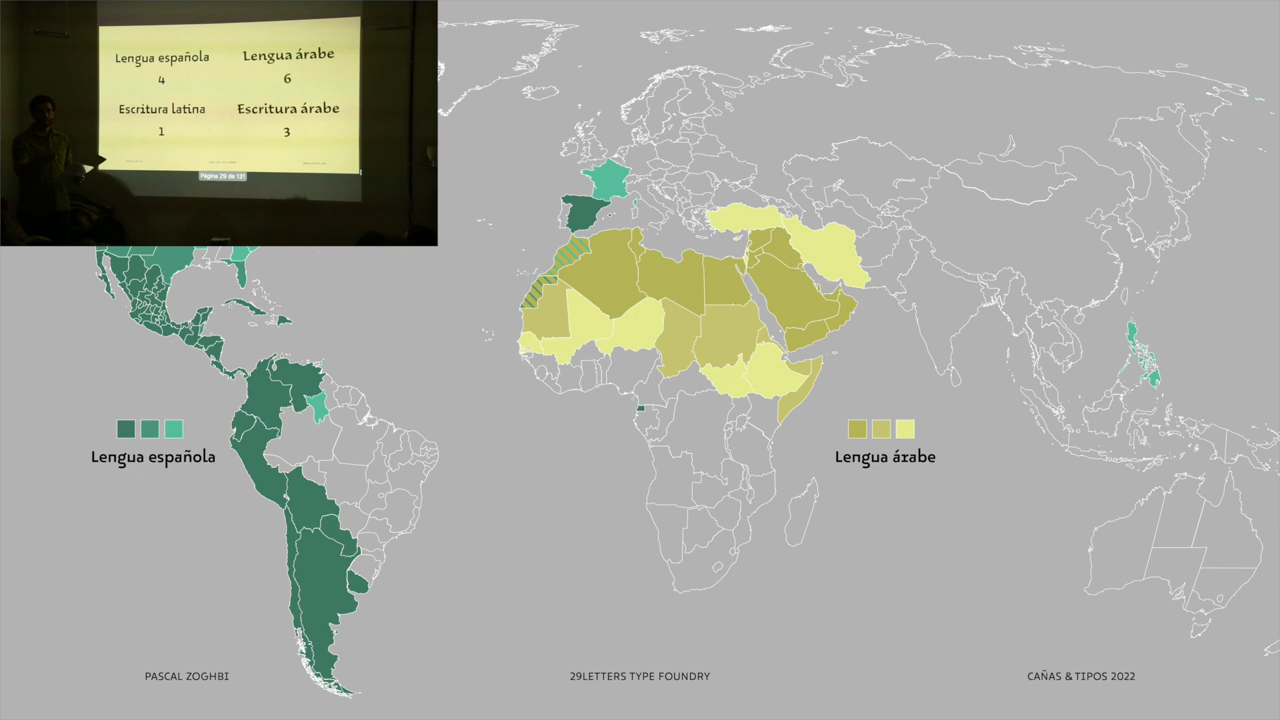 Lengua española
4
Lengua árabe
6
Escritura latina
1
Escritura árabe
3
Página 29 de 131
Lengua española
Lengua árabe
PASCAL ZOGHBI
29LETTERS TYPE FOUNDRY
CAÑAS & TIPOS 2022